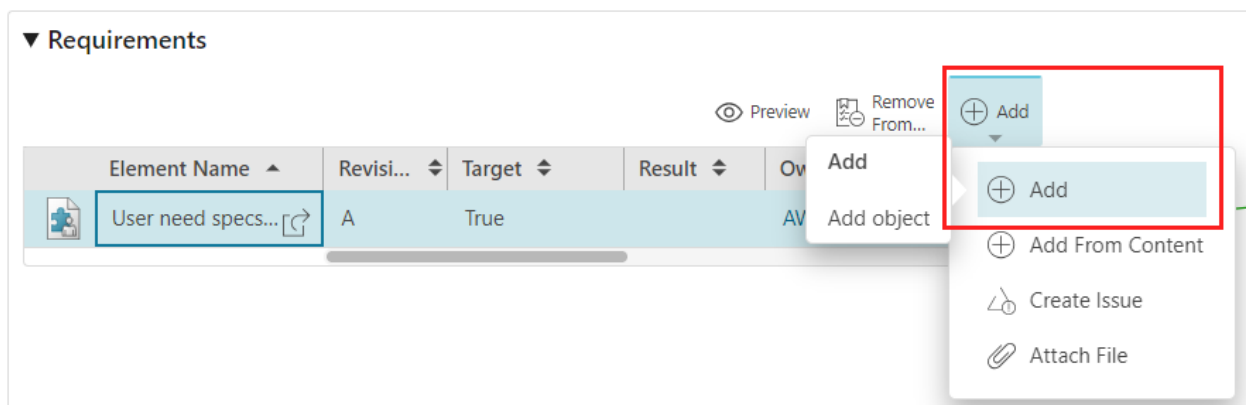 Requirements
Preview
Remove
From...
Add
Element Name
Revisi...
Target
Result
Ow
Add
Add object
User need specs...
A
True
AW
Add
Add From Content
Create Issue
Attach File